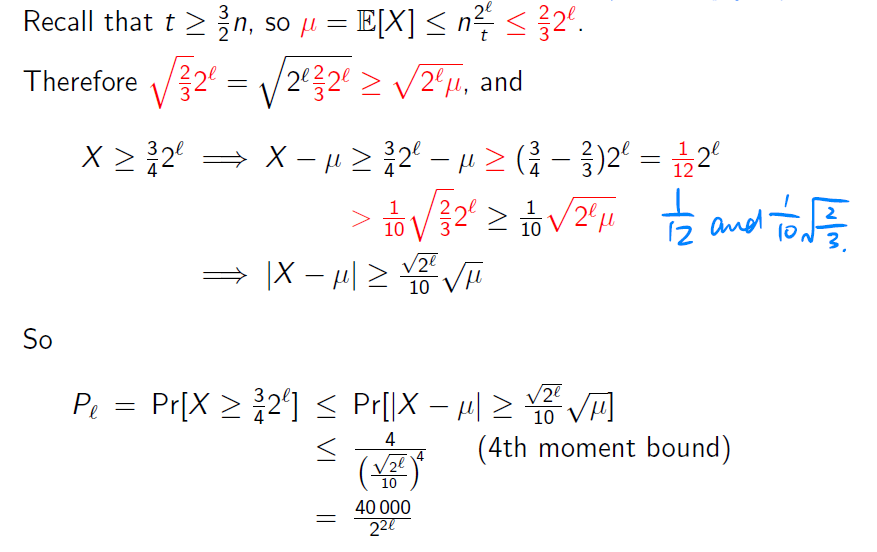 Recall that t ≥ 3/2 n, so μ = 𝔼[X] ≤ n 2^ℓ/t ≤ 2/3 2^ℓ.
Therefore √(2/3) 2^ℓ = √(2^ℓ 2/3 2^ℓ) ≥ √(2^ℓ μ), and
X ≥ 3/4 2^ℓ ⟹ X − μ ≥ 3/4 2^ℓ − μ ≥ (3/4 − 2/3)2^ℓ = 1/12 2^ℓ
> 1/10 √(2/3) 2^ℓ ≥ 1/10 √(2^ℓ μ) 1/12 and 1/10 √(2/3).
⟹ |X − μ| ≥ √(2^ℓ)/10 √μ
So
P_ℓ = Pr[X ≥ 3/4 2^ℓ] ≤ Pr[|X − μ| ≥ √(2^ℓ)/10 √μ]
≤ 4/(√(2^ℓ)/10)^4 (4th moment bound)
= 40 000/2^{2ℓ}